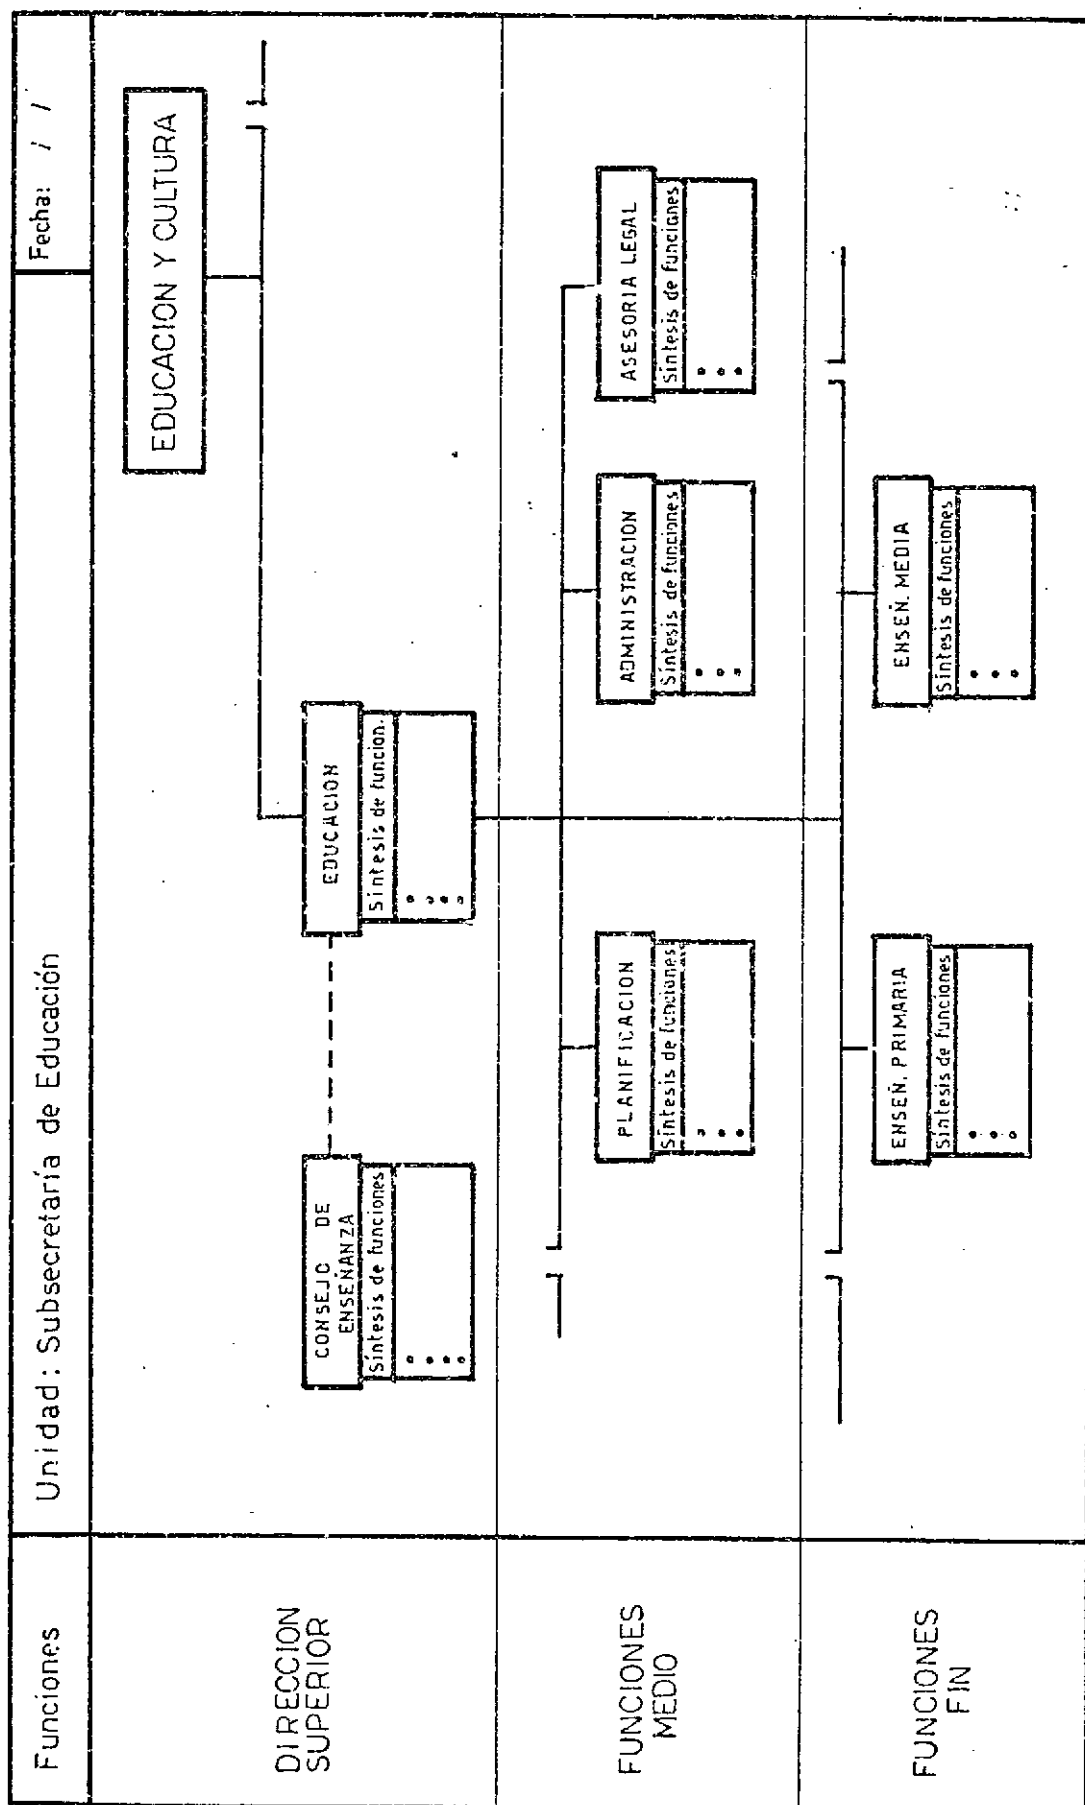 Funciones
Unidad: Subsecretaría de Educación
Fecha: / /
DIRECCION
SUPERIOR
EDUCACION Y CULTURA
CONSEJO DE
ENSEÑANZA
Síntesis de funciones
EDUCACION
Síntesis de funcion.
FUNCIONES
MEDIO
PLANIFICACION
Síntesis de funciones
ADMINISTRACION
Síntesis de funciones
ASESORIA LEGAL
Síntesis de funciones
FUNCIONES
FIN
ENSEÑ. PRIMARIA
Síntesis de funciones
ENSEÑ. MEDIA
Síntesis de funciones